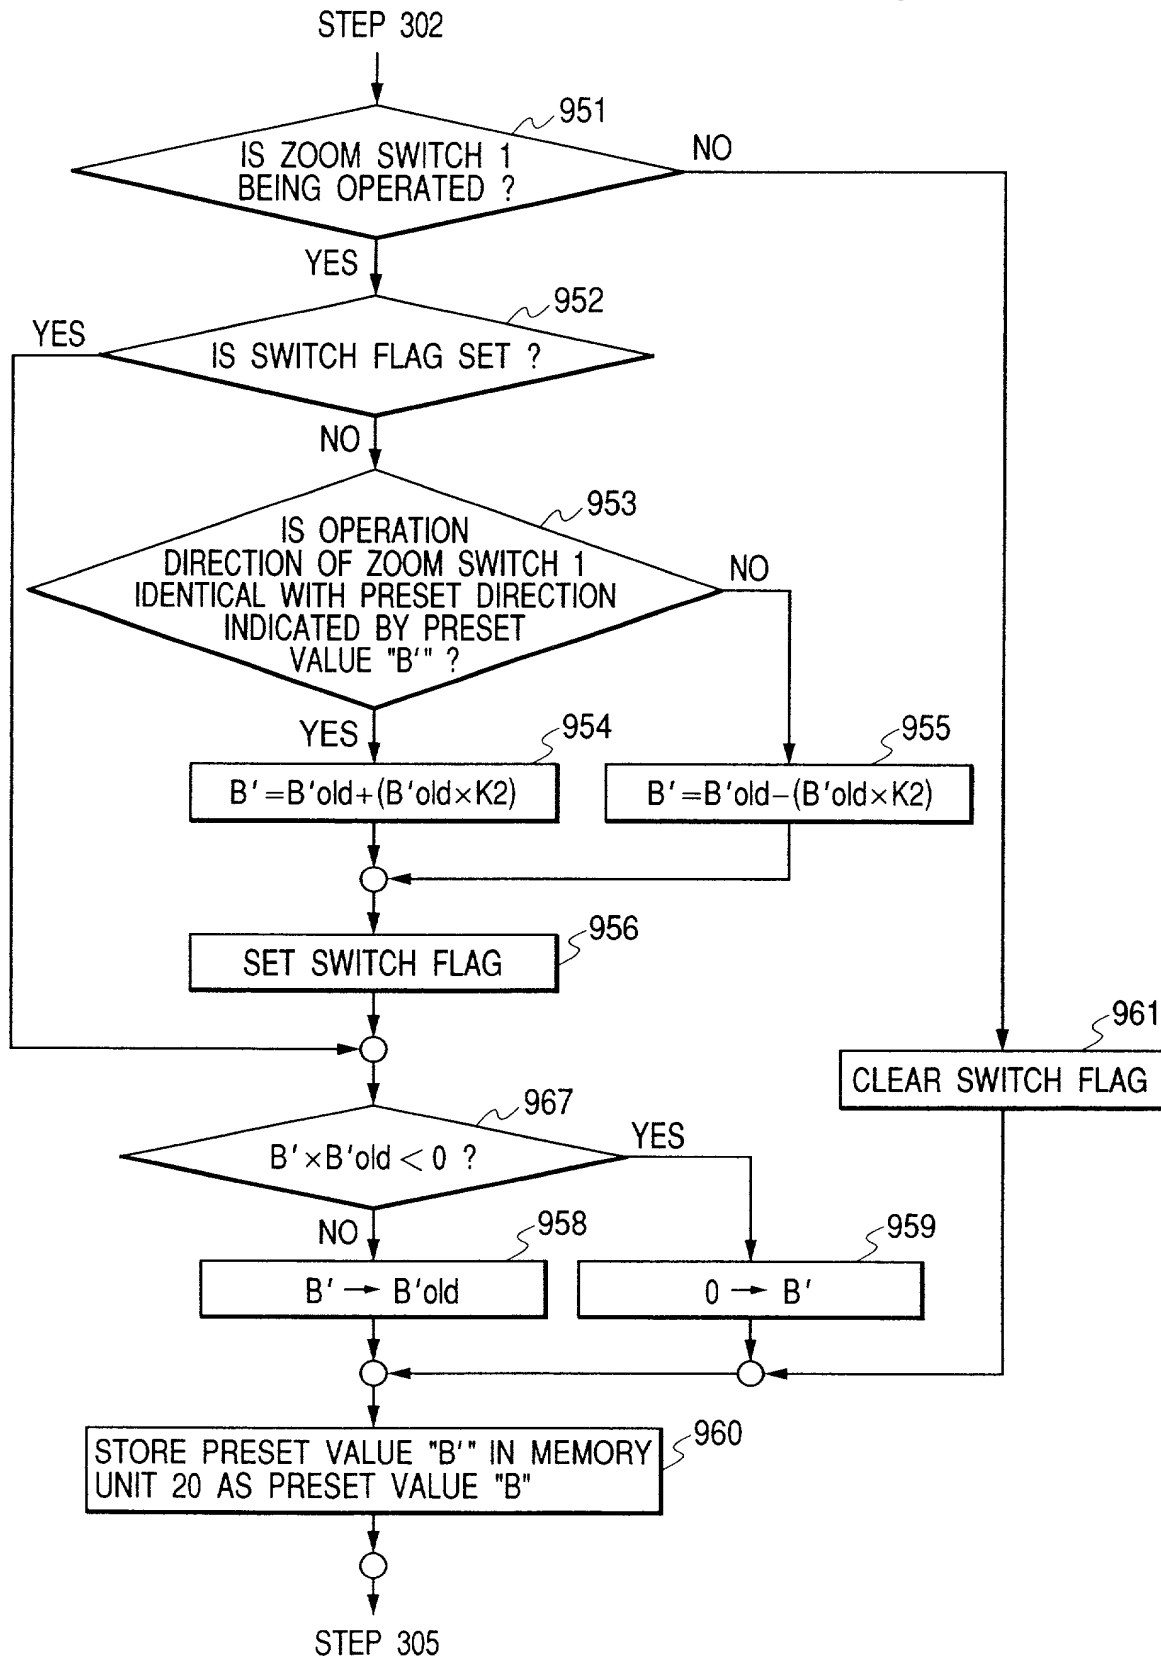 STEP 302
951
IS ZOOM SWITCH 1
BEING OPERATED ?
NO
YES
952
YES
IS SWITCH FLAG SET ?
NO
953
IS OPERATION
DIRECTION OF ZOOM SWITCH 1
IDENTICAL WITH PRESET DIRECTION
INDICATED BY PRESET
VALUE "B'" ?
NO
YES
954
955
B'=B'old+(B'old×K2)
B'=B'old−(B'old×K2)
956
SET SWITCH FLAG
961
CLEAR SWITCH FLAG
967
B'×B'old < 0 ?
YES
NO
958
959
B' → B'old
0 → B'
960
STORE PRESET VALUE "B'" IN MEMORY
UNIT 20 AS PRESET VALUE "B"
STEP 305